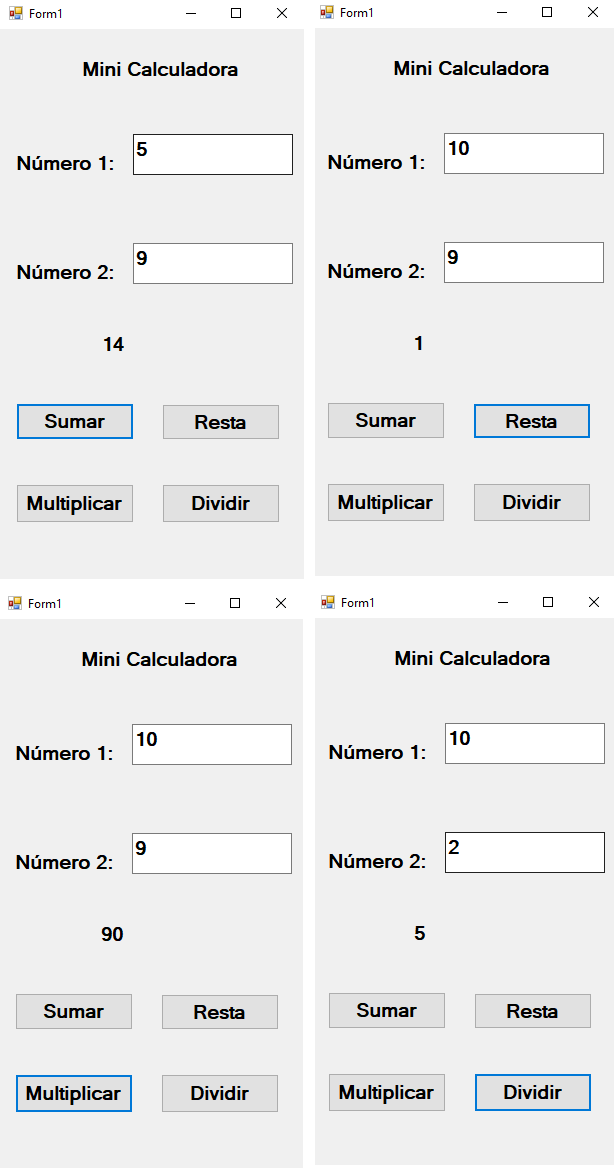 Form1
Mini Calculadora
Número 1: 5
Número 2: 9
14
Sumar Resta
Multiplicar Dividir
Form1
Mini Calculadora
Número 1: 10
Número 2: 9
1
Sumar Resta
Multiplicar Dividir
Form1
Mini Calculadora
Número 1: 10
Número 2: 9
90
Sumar Resta
Multiplicar Dividir
Form1
Mini Calculadora
Número 1: 10
Número 2: 2
5
Sumar Resta
Multiplicar Dividir